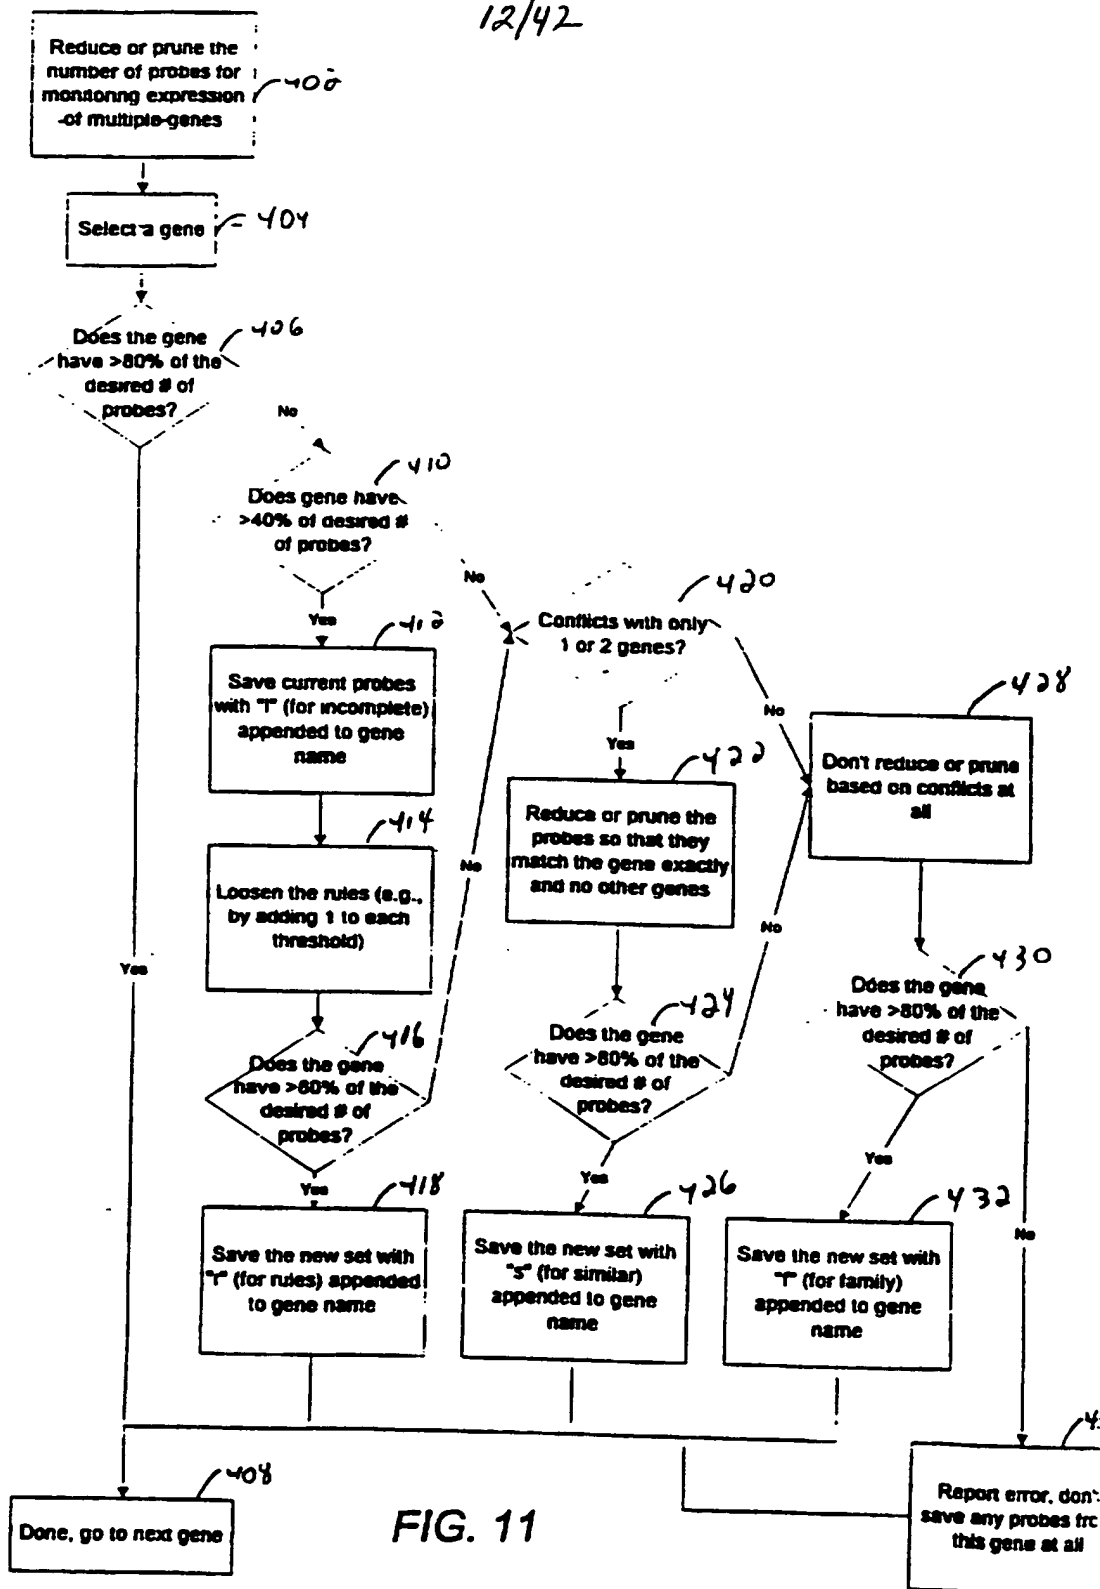 12/42
Reduce or prune the
number of probes for
monitoring expression
of multiple genes
402
Select a gene
404
Does the gene
have >80% of the
desired # of
probes?
406
No
Does gene have
>40% of desired #
of probes?
410
No
Yes
Conflicts with only
1 or 2 genes?
420
Save current probes
with "I" (for incomplete)
appended to gene
name
412
No
Yes
Don't reduce or prune
based on conflicts at
all
428
Reduce or prune the
probes so that they
match the gene exactly
and no other genes
422
Loosen the rules (e.g.,
by adding 1 to each
threshold)
414
No
No
Yes
Does the gene
have >80% of the
desired # of
probes?
430
Does the gene
have >80% of the
desired # of
probes?
424
Does the gene
have >80% of the
desired # of
probes?
416
Yes
Yes
Yes
No
Save the new set with
"r" (for rules) appended
to gene name
418
Save the new set with
"s" (for similar)
appended to gene
name
426
Save the new set with
"f" (for family)
appended to gene
name
432
Done, go to next gene
408
FIG. 11
Report error, don'
save any probes
this gene at all